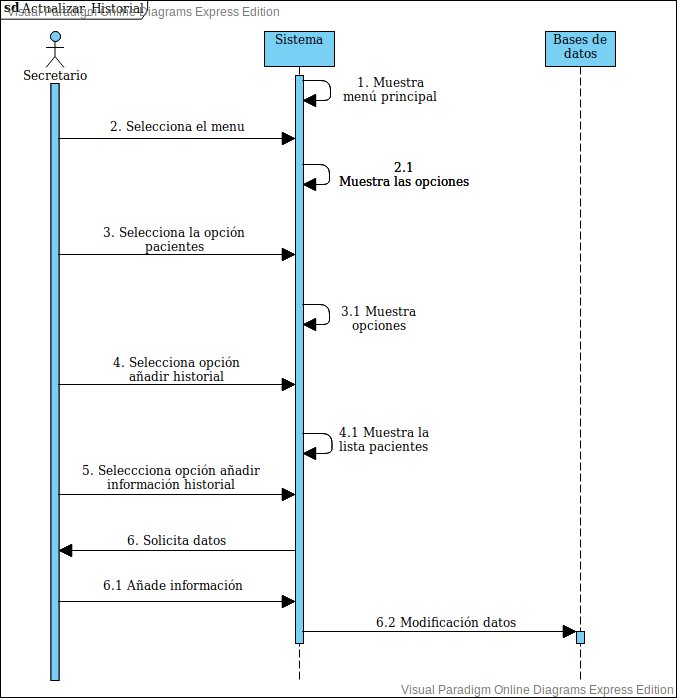 sd Actualizar_Historial
Visual Paradigm Online Diagrams Express Edition
Secretario
Sistema
Bases de
datos
1. Muestra
menú principal
2. Selecciona el menu
2.1
Muestra las opciones
3. Selecciona la opción
pacientes
3.1 Muestra
opciones
4. Selecciona opción
añadir historial
4.1 Muestra la
lista pacientes
5. Seleccciona opción añadir
información historial
6. Solicita datos
6.1 Añade información
6.2 Modificación datos
Visual Paradigm Online Diagrams Express Edition